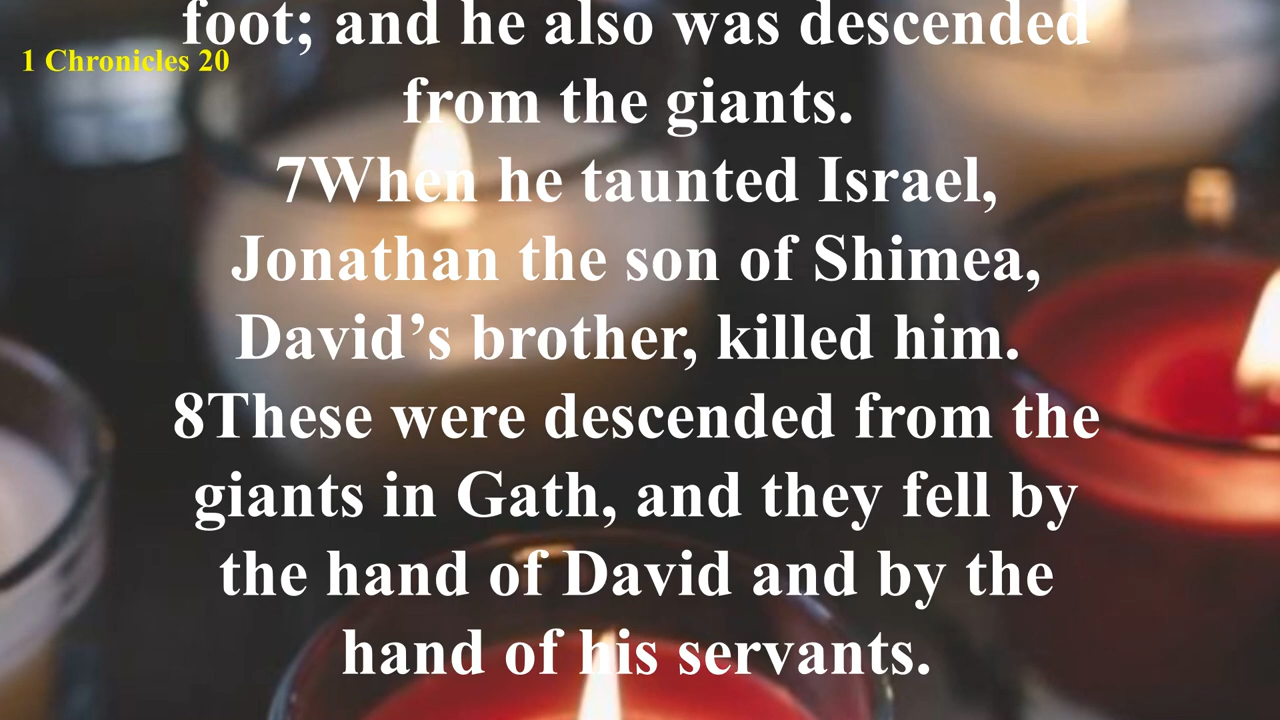 foot; and he also was descended
1 Chronicles 20
from the giants.
7When he taunted Israel,
Jonathan the son of Shimea,
David’s brother, killed him.
8These were descended from the
giants in Gath, and they fell by
the hand of David and by the
hand of his servants.